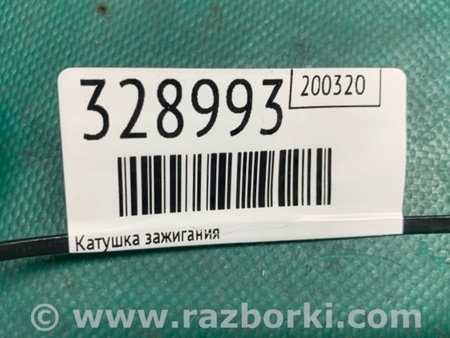 328993
200320
Катушка зажигания
© www.razborki.com